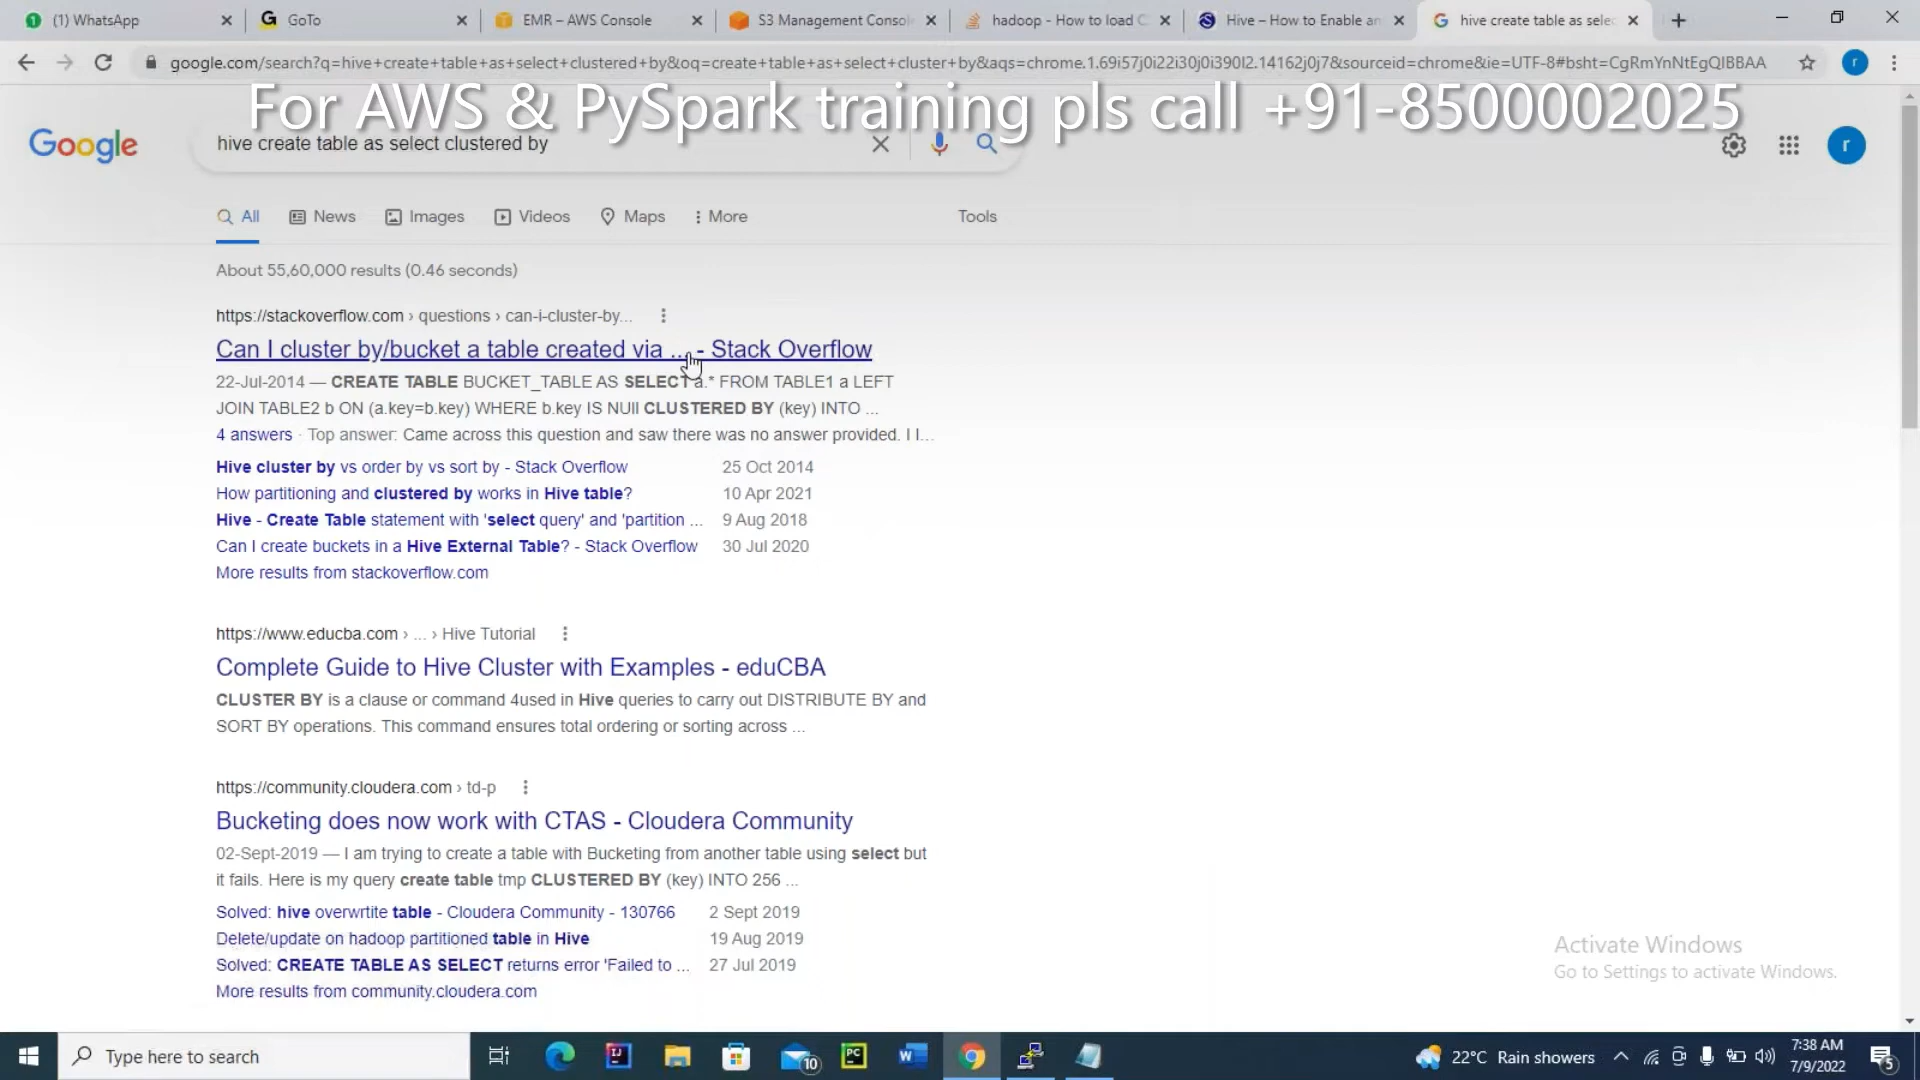 (1) WhatsApp
GoTo
EMR – AWS Console
S3 Management Consol
hadoop - How to load C
Hive – How to Enable an
hive create table as selec
google.com/search?q=hive+create+table+as+select+clustered+by&oq=create+table+as+select+cluster+by&aqs=chrome.1.69i57j0i22i30j0i390l2.14162j0j7&sourceid=chrome&ie=UTF-8#bsht=CgRmYnNtEgQIBBAA
r
For AWS & PySpark training pls call +91-8500002025
Google
hive create table as select clustered by
r
All
News
Images
Videos
Maps
More
Tools
About 55,60,000 results (0.46 seconds)
https://stackoverflow.com › questions › can-i-cluster-by...
Can I cluster by/bucket a table created via ... - Stack Overflow
22-Jul-2014 — CREATE TABLE BUCKET_TABLE AS SELECT a.* FROM TABLE1 a LEFT
JOIN TABLE2 b ON (a.key=b.key) WHERE b.key IS NUll CLUSTERED BY (key) INTO ...
4 answers · Top answer: Came across this question and saw there was no answer provided. I l...
Hive cluster by vs order by vs sort by - Stack Overflow 25 Oct 2014
How partitioning and clustered by works in Hive table? 10 Apr 2021
Hive - Create Table statement with 'select query' and 'partition ... 9 Aug 2018
Can I create buckets in a Hive External Table? - Stack Overflow 30 Jul 2020
More results from stackoverflow.com
https://www.educba.com › ... › Hive Tutorial
Complete Guide to Hive Cluster with Examples - eduCBA
CLUSTER BY is a clause or command 4used in Hive queries to carry out DISTRIBUTE BY and
SORT BY operations. This command ensures total ordering or sorting across ...
https://community.cloudera.com › td-p
Bucketing does now work with CTAS - Cloudera Community
02-Sept-2019 — I am trying to create a table with Bucketing from another table using select but
it fails. Here is my query create table tmp CLUSTERED BY (key) INTO 256 ...
Solved: hive overwrtite table - Cloudera Community - 130766 2 Sept 2019
Delete/update on hadoop partitioned table in Hive 19 Aug 2019
Solved: CREATE TABLE AS SELECT returns error 'Failed to ... 27 Jul 2019
More results from community.cloudera.com
Activate Windows
Go to Settings to activate Windows.
Type here to search
10
22°C Rain showers
7:38 AM
7/9/2022
5